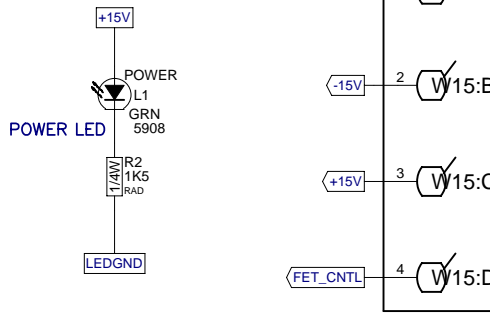 +15V
POWER
L1
GRN
5908
POWER LED
R2
1K5
1/4W
RAD
LEDGND
-15V
2
W15:B
+15V
3
W15:C
FET_CNTL
4
W15:D